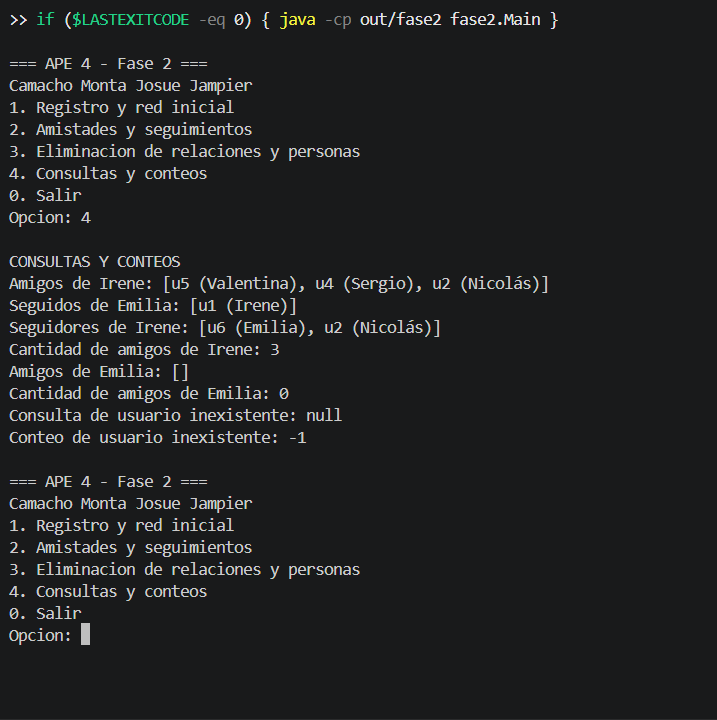 >> if ($LASTEXITCODE -eq 0) { java -cp out/fase2 fase2.Main }
=== APE 4 - Fase 2 ===
Camacho Monta Josue Jampier
1. Registro y red inicial
2. Amistades y seguimientos
3. Eliminacion de relaciones y personas
4. Consultas y conteos
0. Salir
Opcion: 4
CONSULTAS Y CONTEOS
Amigos de Irene: [u5 (Valentina), u4 (Sergio), u2 (Nicolás)]
Seguidos de Emilia: [u1 (Irene)]
Seguidores de Irene: [u6 (Emilia), u2 (Nicolás)]
Cantidad de amigos de Irene: 3
Amigos de Emilia: []
Cantidad de amigos de Emilia: 0
Consulta de usuario inexistente: null
Conteo de usuario inexistente: -1
=== APE 4 - Fase 2 ===
Camacho Monta Josue Jampier
1. Registro y red inicial
2. Amistades y seguimientos
3. Eliminacion de relaciones y personas
4. Consultas y conteos
0. Salir
Opcion: